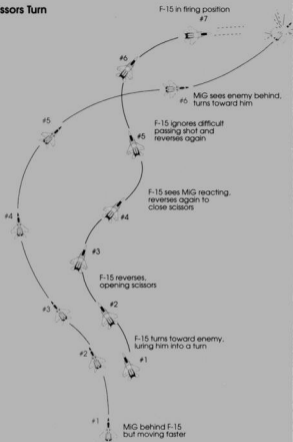 ssors Turn
F-15 in firing position
#7
#6
#6 MiG sees enemy behind,
turns toward him
#5
F-15 ignores difficult
passing shot and
reverses again
#5
F-15 sees MiG reacting,
reverses again to
close scissors
#4
#4
#3
F-15 reverses,
opening scissors
#3
#2
F-15 turns toward enemy,
luring him into a turn
#2
#1
#1
MiG behind F-15
but moving faster